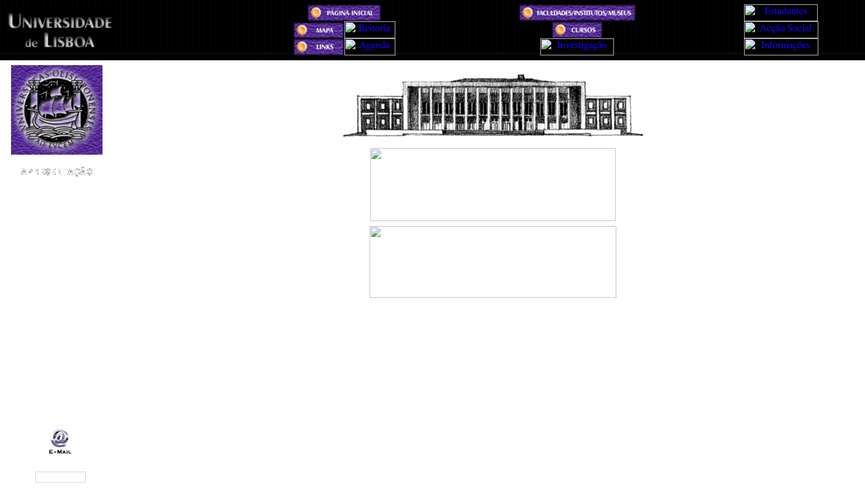 UNIVERSIDADE
de LISBOA
PÁGINA INICIAL
MAPA
Reitoria
LINKS
Agenda
FACULDADES/INSTITUTOS/MUSEUS
CURSOS
Investigação
Estudantes
Acção Social
Informações
APRESENTAÇÃO
E-MAIL